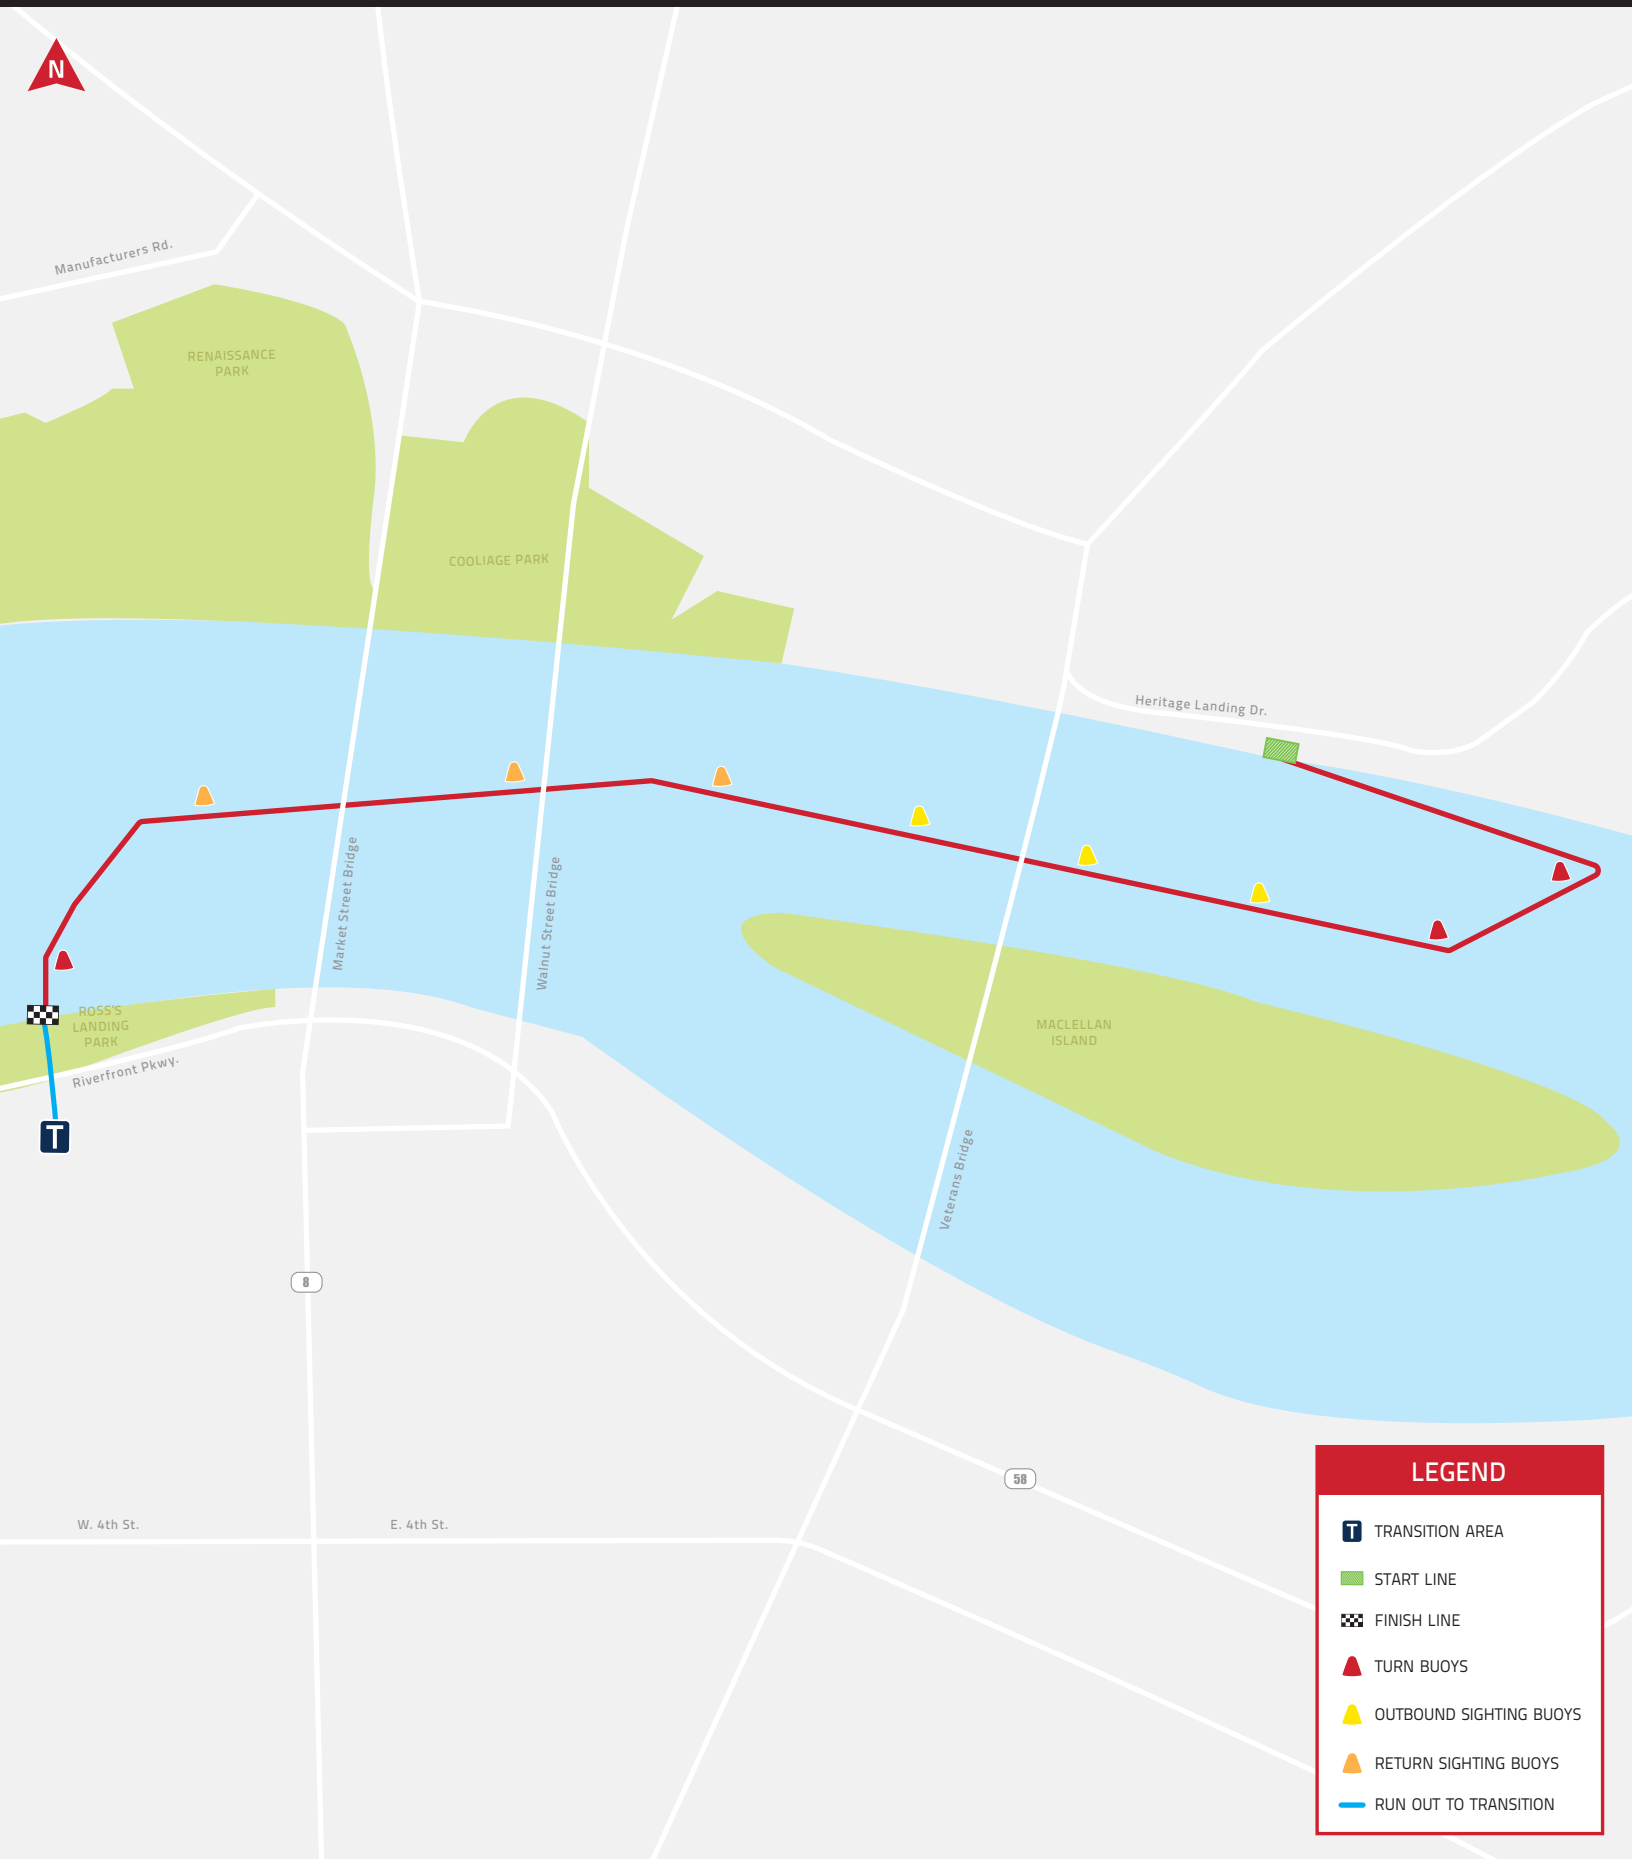 N
Manufacturers Rd.
RENAISSANCE
PARK
COOLIAGE PARK
Heritage Landing Dr.
Market Street Bridge
Walnut Street Bridge
ROSS'S
LANDING
PARK
MACLELLAN
ISLAND
Riverfront Pkwy.
T
Veterans Bridge
8
58
W. 4th St.
E. 4th St.
LEGEND
T TRANSITION AREA
START LINE
FINISH LINE
TURN BUOYS
OUTBOUND SIGHTING BUOYS
RETURN SIGHTING BUOYS
RUN OUT TO TRANSITION